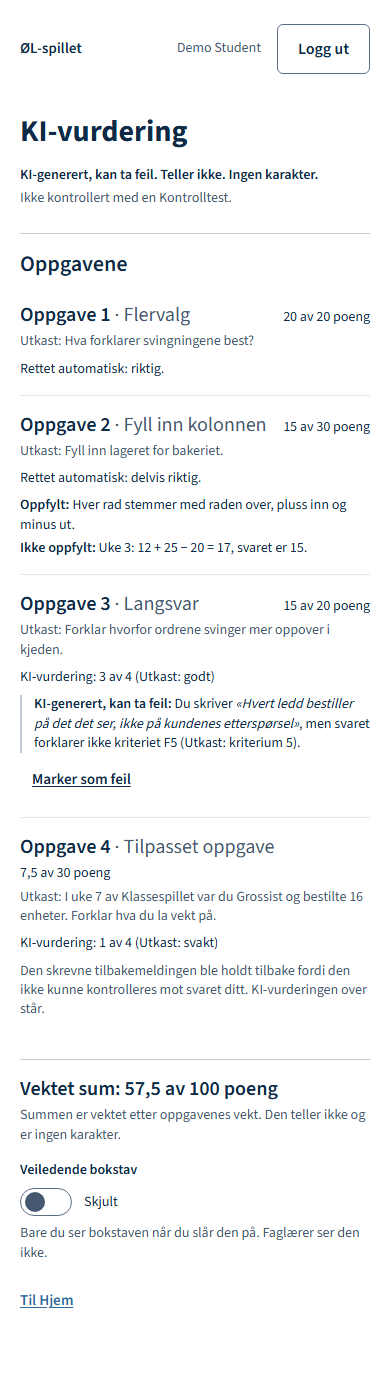 ØL-spillet
Demo Student
Logg ut
KI-vurdering
KI-generert, kan ta feil. Teller ikke. Ingen karakter.
Ikke kontrollert med en Kontrolltest.
Oppgavene
Oppgave 1 · Flervalg
20 av 20 poeng
Utkast: Hva forklarer svingningene best?
Rettet automatisk: riktig.
Oppgave 2 · Fyll inn kolonnen
15 av 30 poeng
Utkast: Fyll inn lageret for bakeriet.
Rettet automatisk: delvis riktig.
Oppfylt: Hver rad stemmer med raden over, pluss inn og
minus ut.
Ikke oppfylt: Uke 3: 12 + 25 − 20 = 17, svaret er 15.
Oppgave 3 · Langsvar
15 av 20 poeng
Utkast: Forklar hvorfor ordrene svinger mer oppover i
kjeden.
KI-vurdering: 3 av 4 (Utkast: godt)
KI-generert, kan ta feil: Du skriver «Hvert ledd bestiller
på det det ser, ikke på kundenes etterspørsel», men svaret
forklarer ikke kriteriet F5 (Utkast: kriterium 5).
Marker som feil
Oppgave 4 · Tilpasset oppgave
7,5 av 30 poeng
Utkast: I uke 7 av Klassespillet var du Grossist og bestilte 16
enheter. Forklar hva du la vekt på.
KI-vurdering: 1 av 4 (Utkast: svakt)
Den skrevne tilbakemeldingen ble holdt tilbake fordi den
ikke kunne kontrolleres mot svaret ditt. KI-vurderingen over
står.
Vektet sum: 57,5 av 100 poeng
Summen er vektet etter oppgavenes vekt. Den teller ikke og
er ingen karakter.
Veiledende bokstav
Skjult
Bare du ser bokstaven når du slår den på. Faglærer ser den
ikke.
Til Hjem